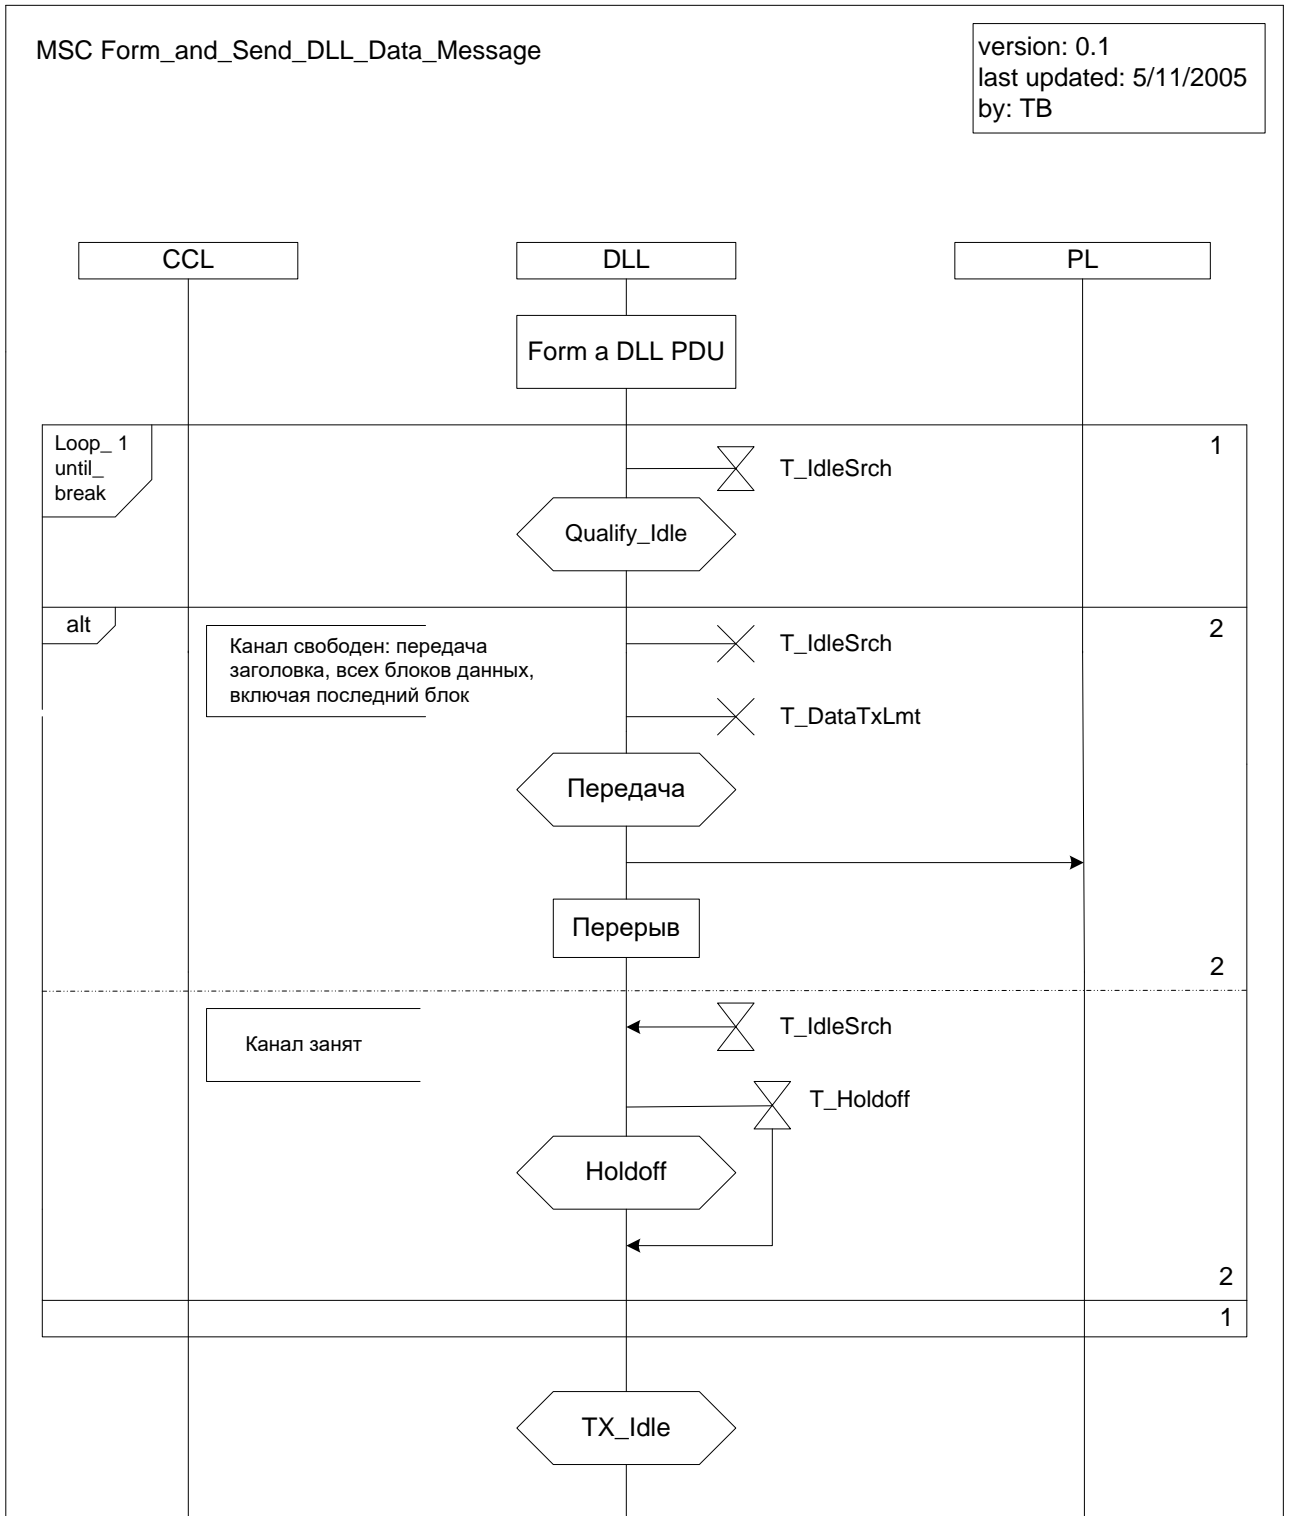 MSC Form_and_Send_DLL_Data_Message
version: 0.1
last updated: 5/11/2005
by: TB
CCL
DLL
PL
Form a DLL PDU
Loop_ 1
until_
break
1
T_IdleSrch
Qualify_Idle
alt
2
Канал свободен: передача
заголовка, всех блоков данных,
включая последний блок
T_IdleSrch
T_DataTxLmt
Передача
Перерыв
2
Канал занят
T_IdleSrch
T_Holdoff
Holdoff
2
1
TX_Idle